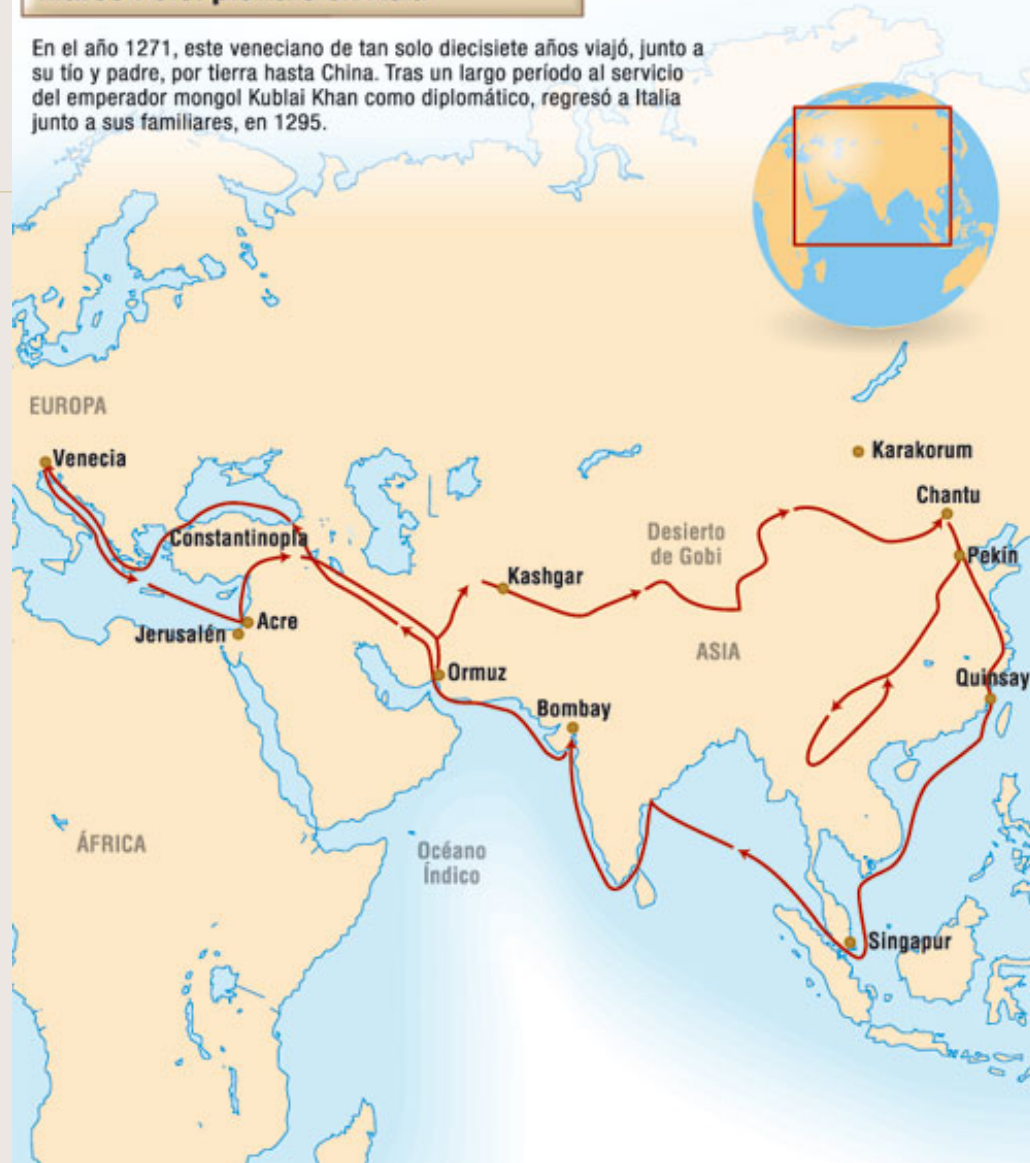 En el año 1271, este veneciano de tan solo diecisiete años viajó, junto a
su tío y padre, por tierra hasta China. Tras un largo período al servicio
del emperador mongol Kublai Khan como diplomático, regresó a Italia
junto a sus familiares, en 1295.
EUROPA
Venecia
Karakorum
Chantu
Constantinopla
Desierto
de Gobi
Pekín
Kashgar
Acre
Jerusalén
ASIA
Ormuz
Quinsay
Bombay
ÁFRICA
Océano
Índico
Singapur